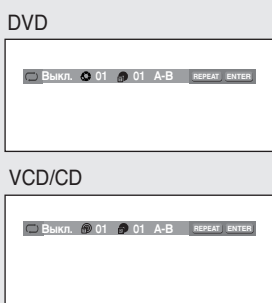 DVD
Выкл. 01 01 A-B REPEAT ENTER
VCD/CD
Выкл. 01 01 A-B REPEAT ENTER